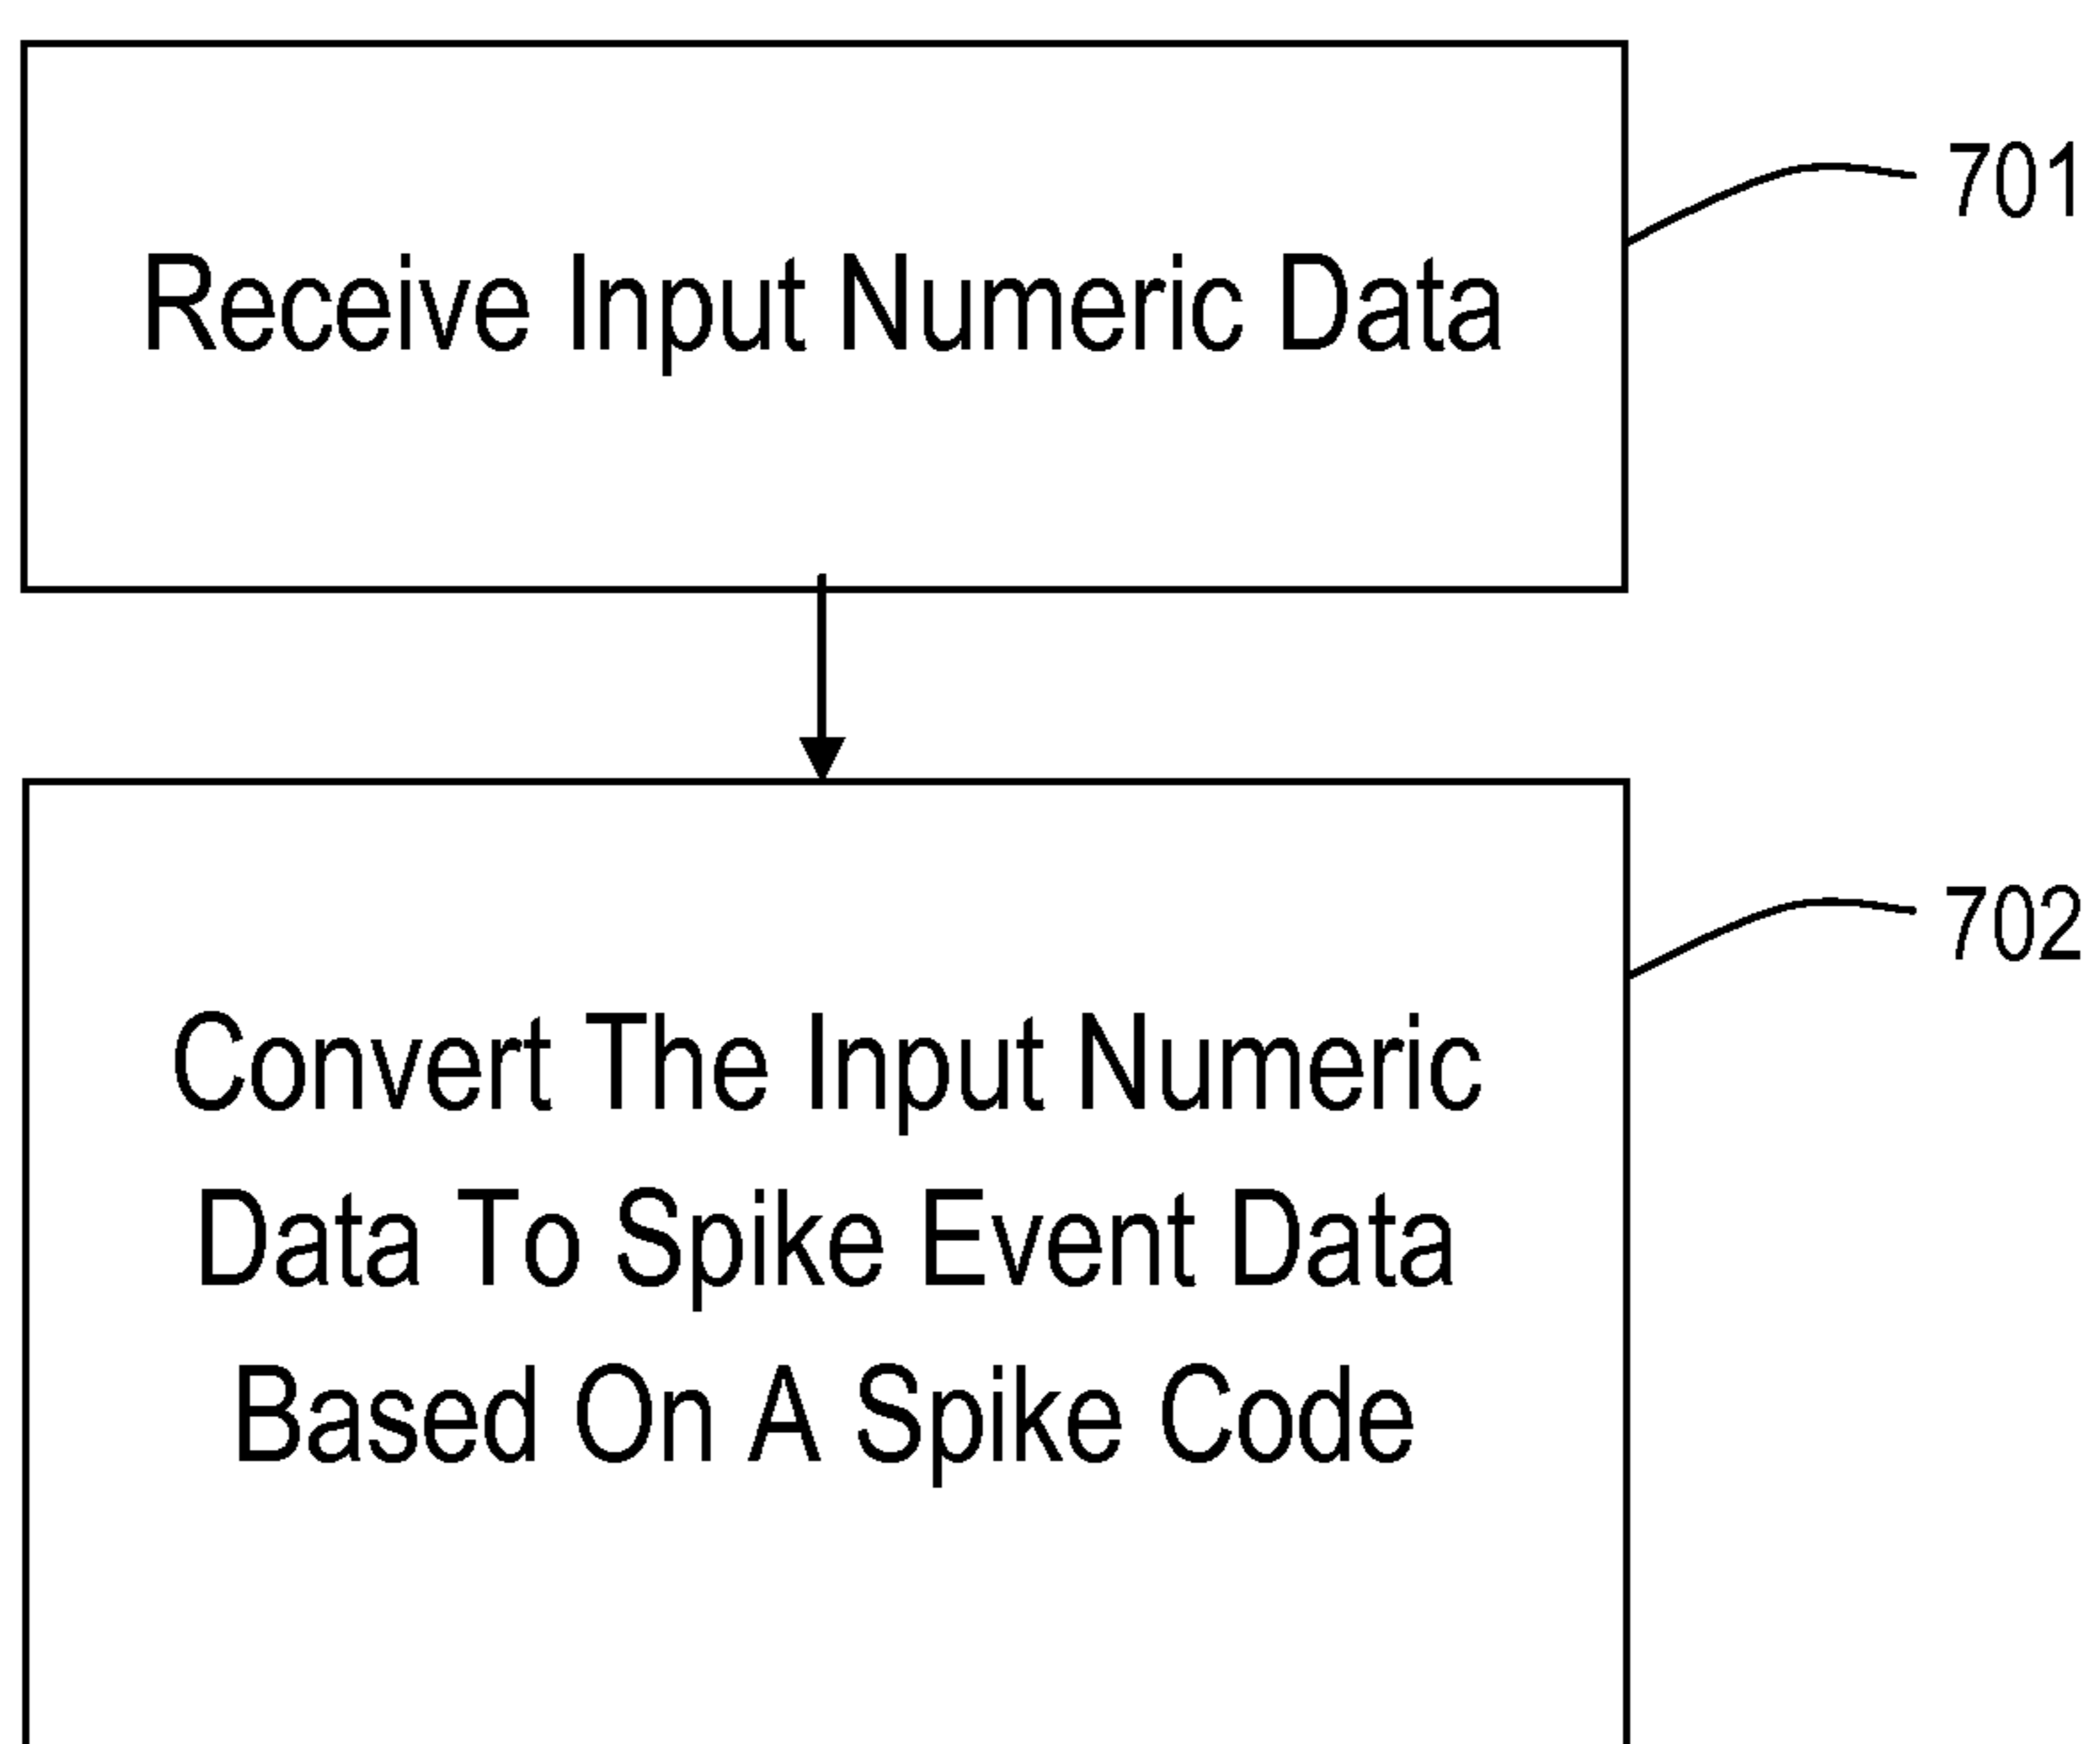 701
Receive Input Numeric Data
702
Convert The Input Numeric
Data To Spike Event Data
Based On A Spike Code